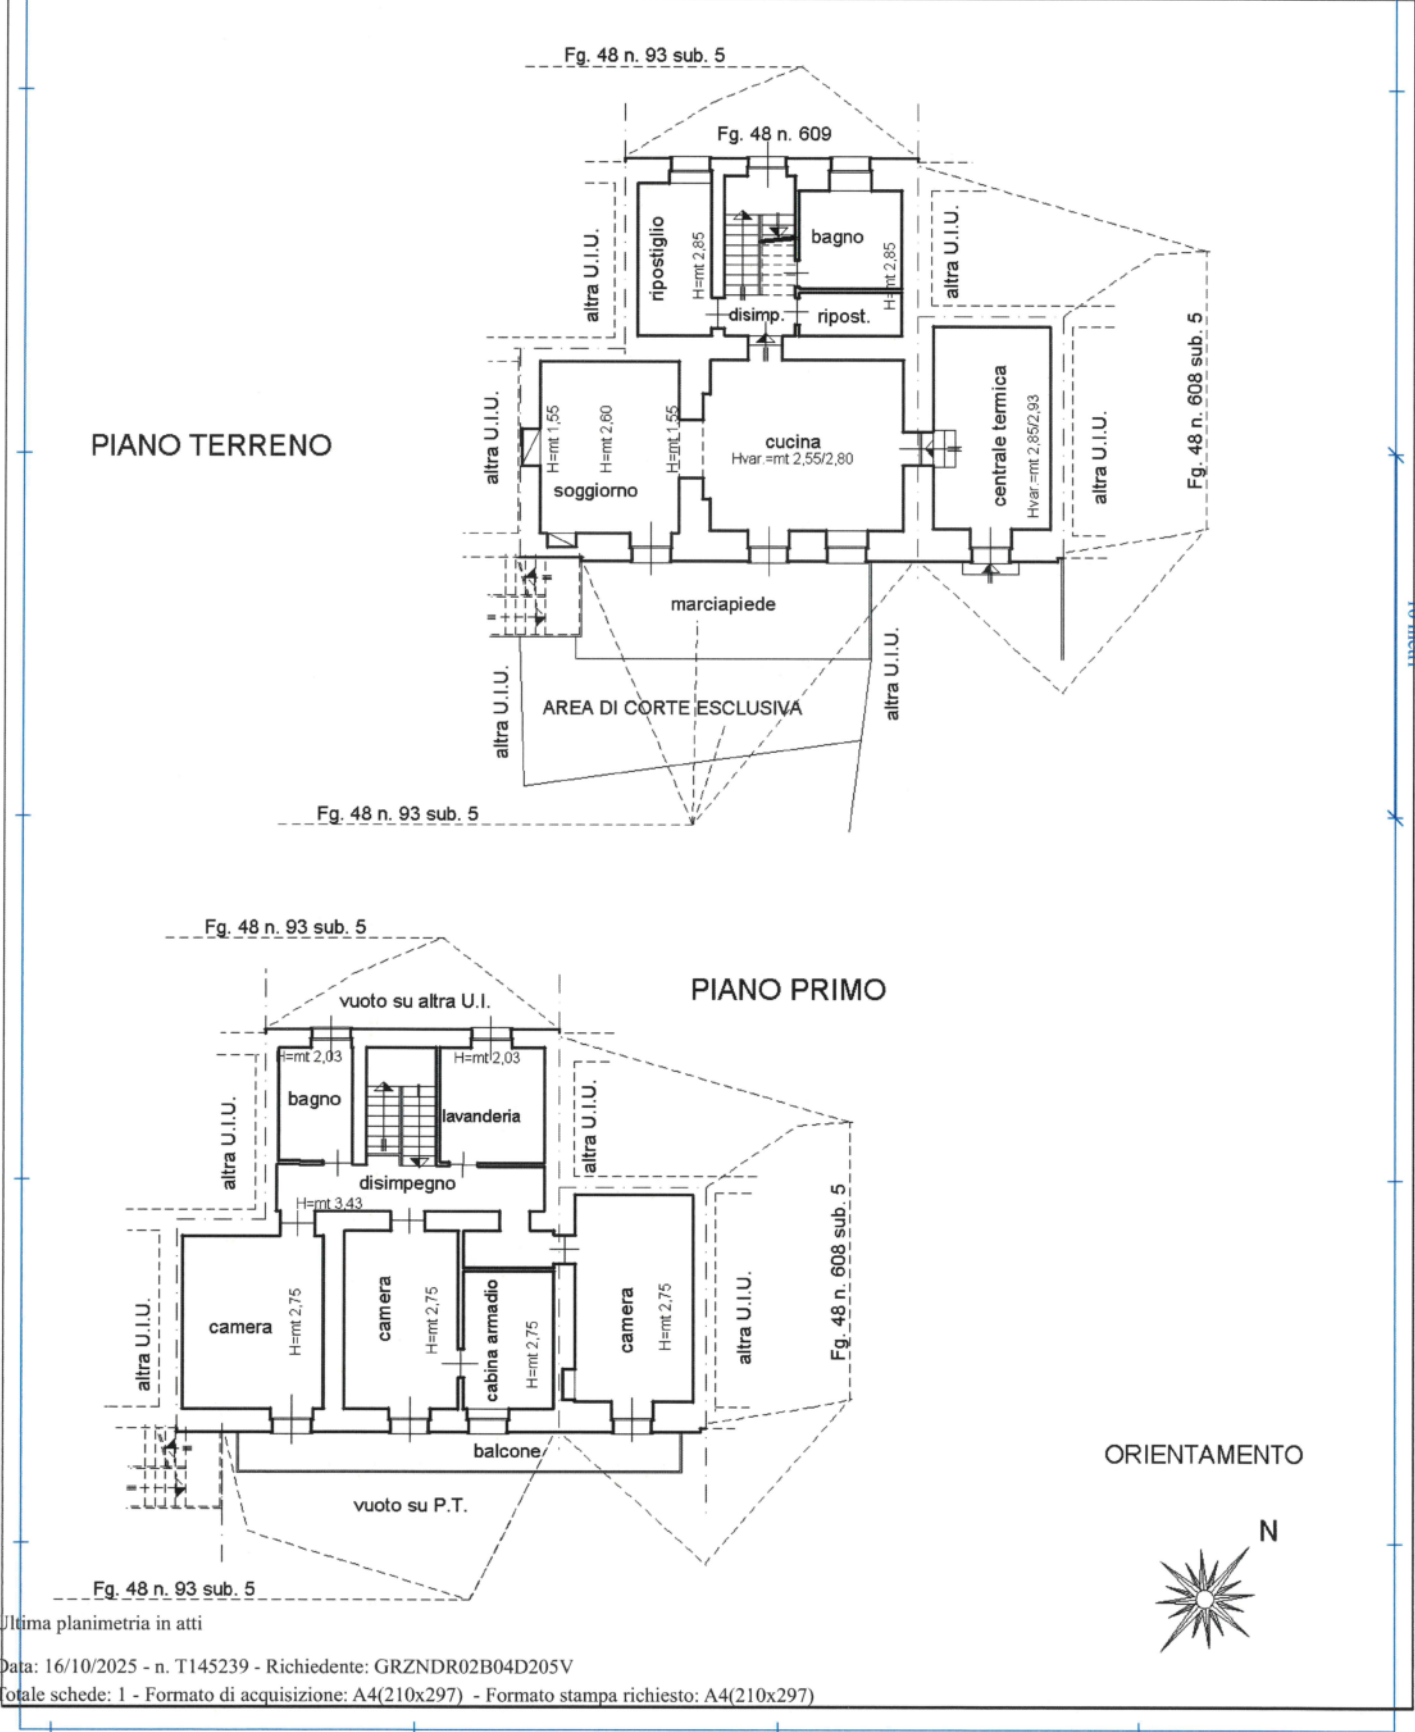 Fg. 48 n. 93 sub. 5
Fg. 48 n. 609
altra U.I.U.
ripostiglio
H=mt 2,85
bagno
H=mt 2,85
altra U.I.U.
disimp.
ripost.
Fg. 48 n. 608 sub. 5
PIANO TERRENO
altra U.I.U.
H=mt 1,55
H=mt 2,60
H=mt 1,55
soggiorno
cucina
Hvar.=mt 2,55/2,80
centrale termica
Hvar.=mt 2,85/2,93
altra U.I.U.
marciapiede
altra U.I.U.
altra U.I.U.
AREA DI CORTE ESCLUSIVA
Fg. 48 n. 93 sub. 5
Fg. 48 n. 93 sub. 5
PIANO PRIMO
vuoto su altra U.I.
H=mt 2,03
H=mt 2,03
bagno
lavanderia
altra U.I.U.
altra U.I.U.
disimpegno
H=mt 3,43
Fg. 48 n. 608 sub. 5
altra U.I.U.
camera
H=mt 2,75
camera
H=mt 2,75
cabina armadio
H=mt 2,75
camera
H=mt 2,75
altra U.I.U.
balcone
vuoto su P.T.
ORIENTAMENTO
N
Fg. 48 n. 93 sub. 5
Ultima planimetria in atti
Data: 16/10/2025 - n. T145239 - Richiedente: GRZNDR02B04D205V
Totale schede: 1 - Formato di acquisizione: A4(210x297) - Formato stampa richiesto: A4(210x297)